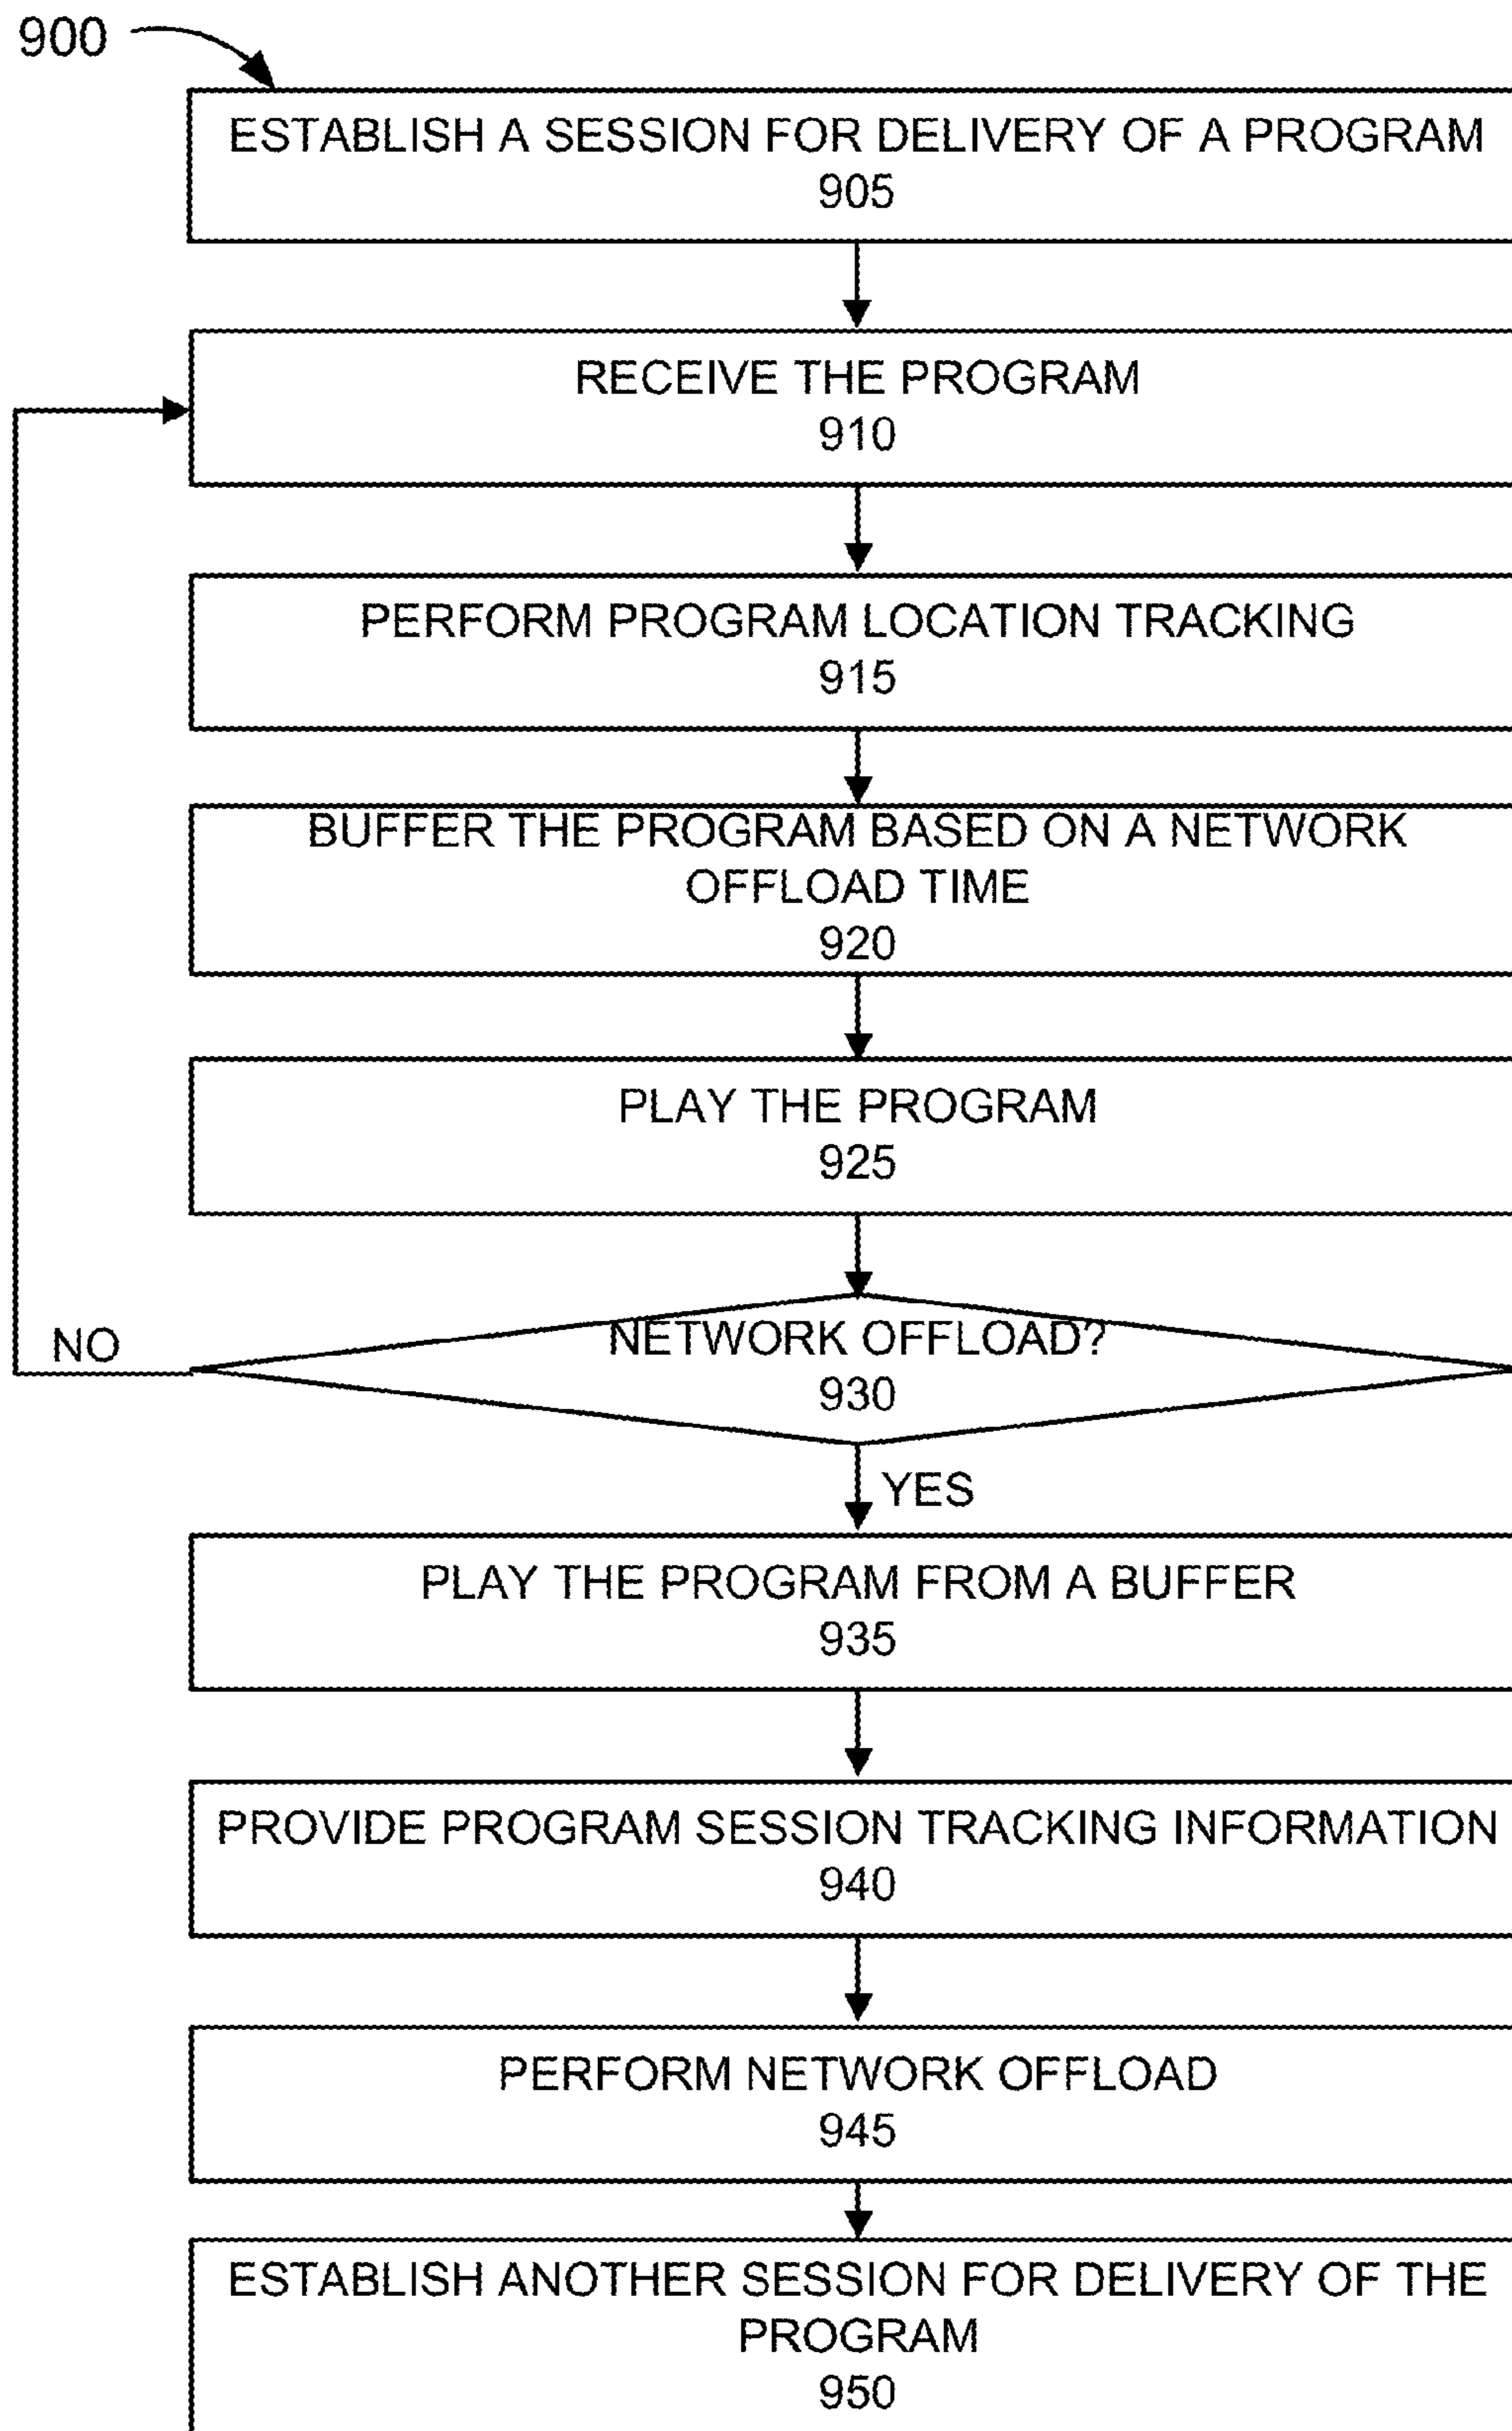 900
ESTABLISH A SESSION FOR DELIVERY OF A PROGRAM
905
RECEIVE THE PROGRAM
910
PERFORM PROGRAM LOCATION TRACKING
915
BUFFER THE PROGRAM BASED ON A NETWORK
OFFLOAD TIME
920
PLAY THE PROGRAM
925
NETWORK OFFLOAD?
930
NO
YES
PLAY THE PROGRAM FROM A BUFFER
935
PROVIDE PROGRAM SESSION TRACKING INFORMATION
940
PERFORM NETWORK OFFLOAD
945
ESTABLISH ANOTHER SESSION FOR DELIVERY OF THE
PROGRAM
950